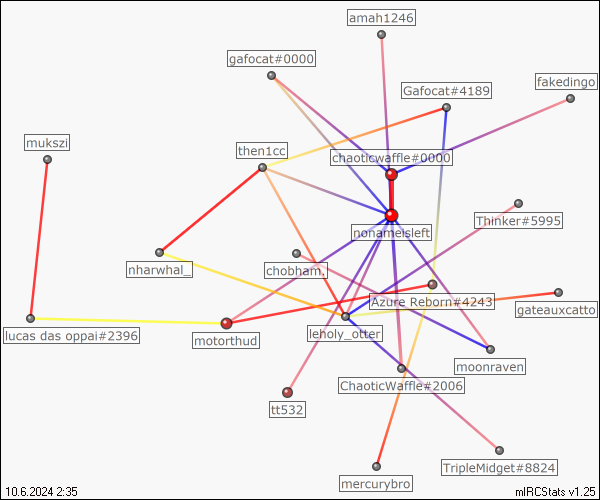 amah1246
gafocat#0000
fakedingo
Gafocat#4189
mukszi
then1cc
chaoticwaffle#0000
Thinker#5995
nonameisleft
nharwhal_
chobham,
Azure Reborn#4243
gateauxcatto
lucas das oppai#2396
motorthud
leholy_otter
moonraven
ChaoticWaffle#2006
tt532
TripleMidget#8824
mercurybro
10.6.2024 2:35
mIRCStats v1.25